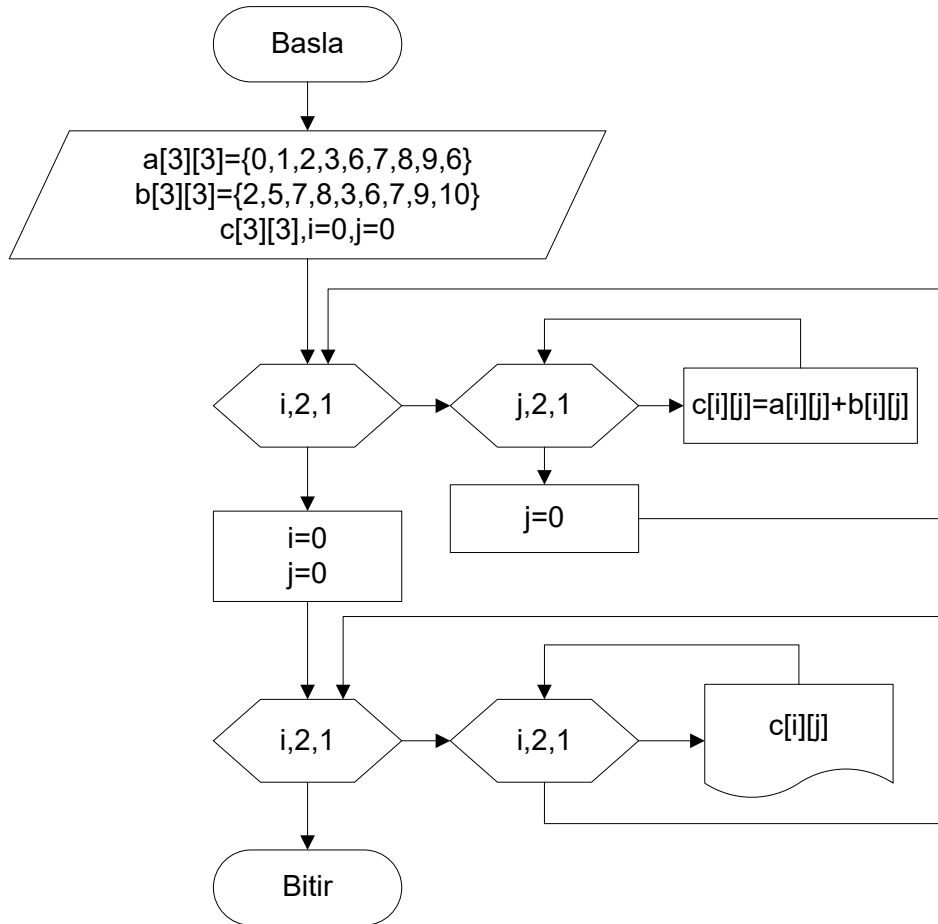 Basla
a[3][3]={0,1,2,3,6,7,8,9,6}
b[3][3]={2,5,7,8,3,6,7,9,10}
c[3][3],i=0,j=0
i,2,1
j,2,1
c[i][j]=a[i][j]+b[i][j]
j=0
i=0
j=0
i,2,1
i,2,1
c[i][j]
Bitir